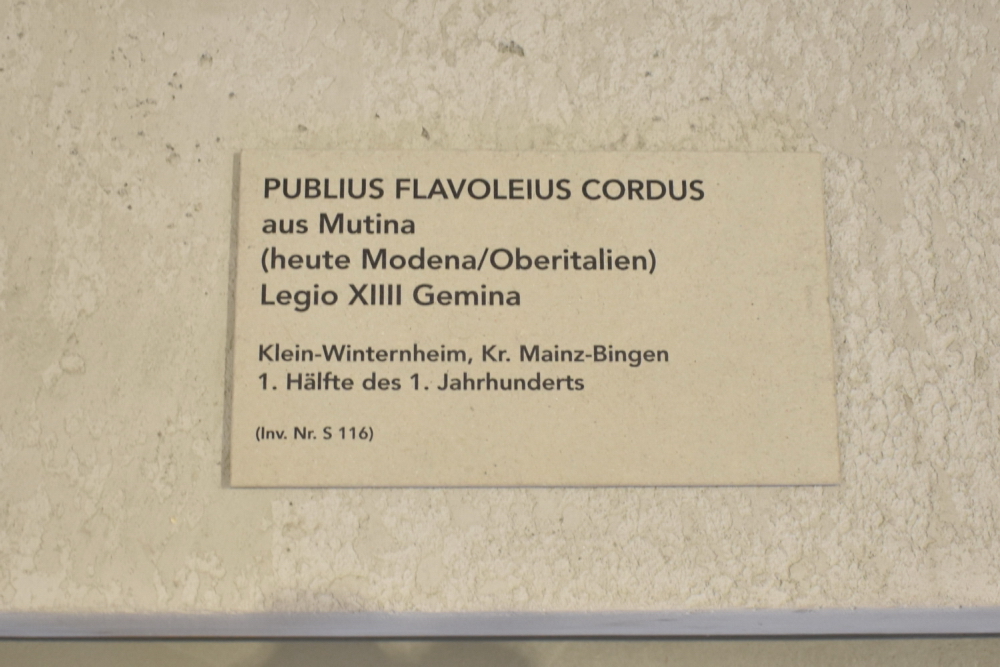 PUBLIUS FLAVOLEIUS CORDUS
aus Mutina
(heute Modena/Oberitalien)
Legio XIIII Gemina
Klein-Winternheim, Kr. Mainz-Bingen
1. Hälfte des 1. Jahrhunderts
(Inv. Nr. S 116)